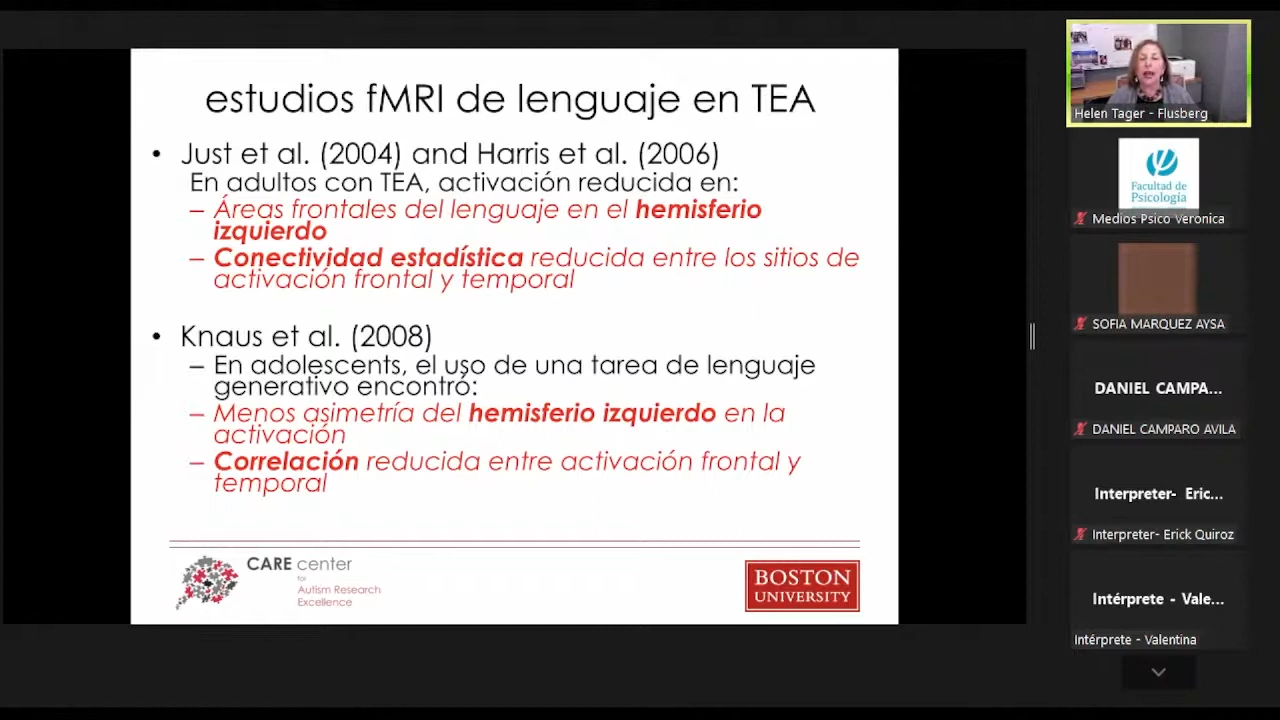 estudios fMRI de lenguaje en TEA
• Just et al. (2004) and Harris et al. (2006)
En adultos con TEA, activación reducida en:
– Áreas frontales del lenguaje en el hemisferio
izquierdo
– Conectividad estadística reducida entre los sitios de
activación frontal y temporal
• Knaus et al. (2008)
– En adolescents, el uso de una tarea de lenguaje
generativo encontró:
– Menos asimetría del hemisferio izquierdo en la
activación
– Correlación reducida entre activación frontal y
temporal
CARE center
for
Autism Research
Excellence
BOSTON
UNIVERSITY
Helen Tager - Flusberg
Facultad de
Psicología
Medios Psico Veronica
SOFIA MARQUEZ AYSA
DANIEL CAMPA...
DANIEL CAMPARO AVILA
Interpreter- Eric...
Interpreter- Erick Quiroz
Intérprete - Vale...
Intérprete - Valentina